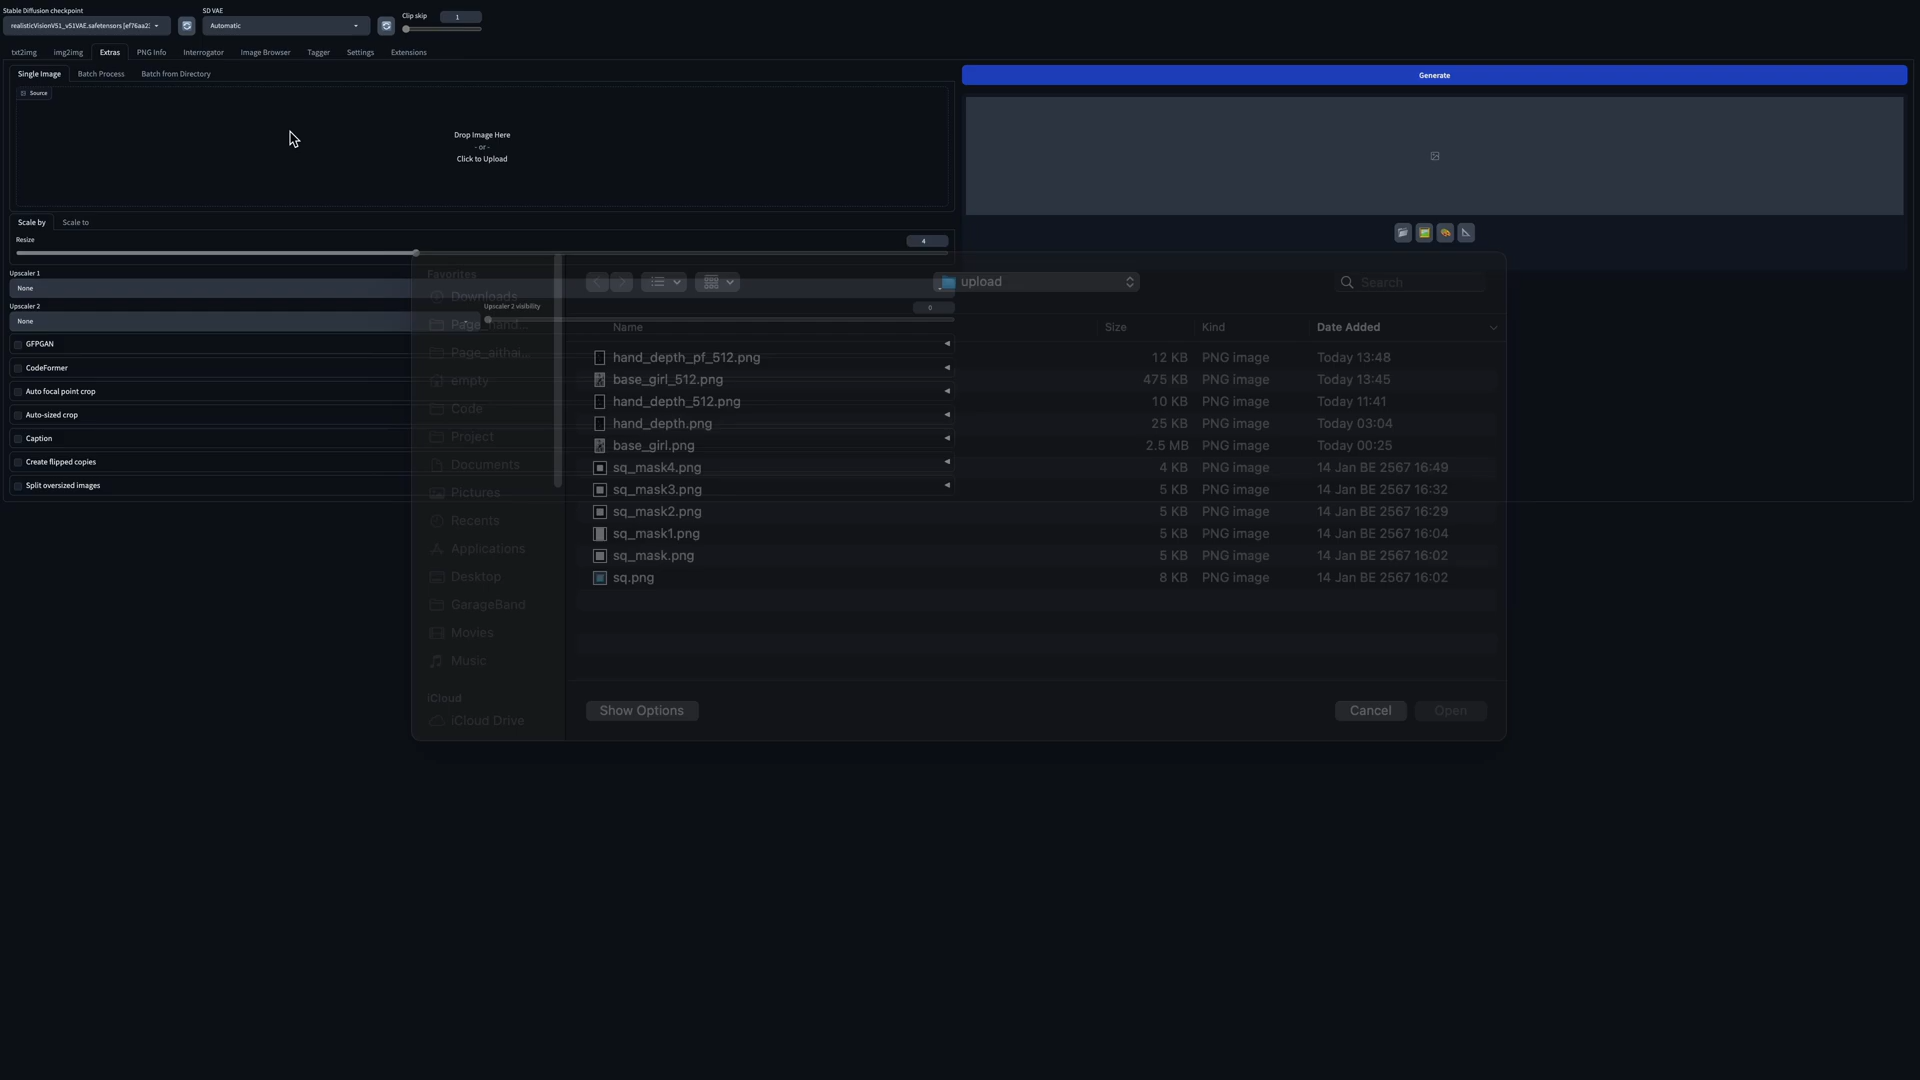 Stable Diffusion checkpoint
SD VAE
Clip skip
1
realisticVisionV51_v51VAE.safetensors [ef76aa2:
Automatic
txt2img
img2img
Extras
PNG Info
Interrogator
Image Browser
Tagger
Settings
Extensions
Single Image
Batch Process
Batch from Directory
Generate
Source
Drop Image Here
- or -
Click to Upload
Scale by
Scale to
Resize
4
Upscaler 1
None
Upscaler 2
None
Upscaler 2 visibility
0
GFPGAN
CodeFormer
Auto focal point crop
Auto-sized crop
Caption
Create flipped copies
Split oversized images
Favorites
Downloads
Page_hand...
Page_aithai...
empty
Code
Project
Documents
Pictures
Recents
Applications
Desktop
GarageBand
Movies
Music
iCloud
iCloud Drive
upload
Search
Name Size Kind Date Added
hand_depth_pf_512.png 12 KB PNG image Today 13:48
base_girl_512.png 475 KB PNG image Today 13:45
hand_depth_512.png 10 KB PNG image Today 11:41
hand_depth.png 25 KB PNG image Today 03:04
base_girl.png 2.5 MB PNG image Today 00:25
sq_mask4.png 4 KB PNG image 14 Jan BE 2567 16:49
sq_mask3.png 5 KB PNG image 14 Jan BE 2567 16:32
sq_mask2.png 5 KB PNG image 14 Jan BE 2567 16:29
sq_mask1.png 5 KB PNG image 14 Jan BE 2567 16:04
sq_mask.png 5 KB PNG image 14 Jan BE 2567 16:02
sq.png 8 KB PNG image 14 Jan BE 2567 16:02
Show Options
Cancel
Open